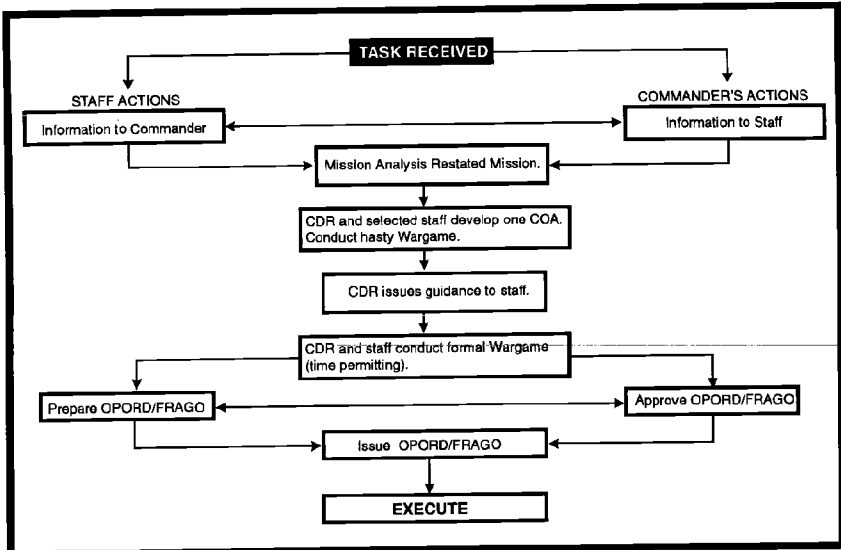 TASK RECEIVED
STAFF ACTIONS
COMMANDER'S ACTIONS
Information to Commander
Information to Staff
Mission Analysis Restated Mission.
CDR and selected staff develop one COA.
Conduct hasty Wargame.
CDR issues guidance to staff.
CDR and staff conduct formal Wargame
(time permitting).
Prepare OPORD/FRAGO
Approve OPORD/FRAGO
Issue OPORD/FRAGO
EXECUTE